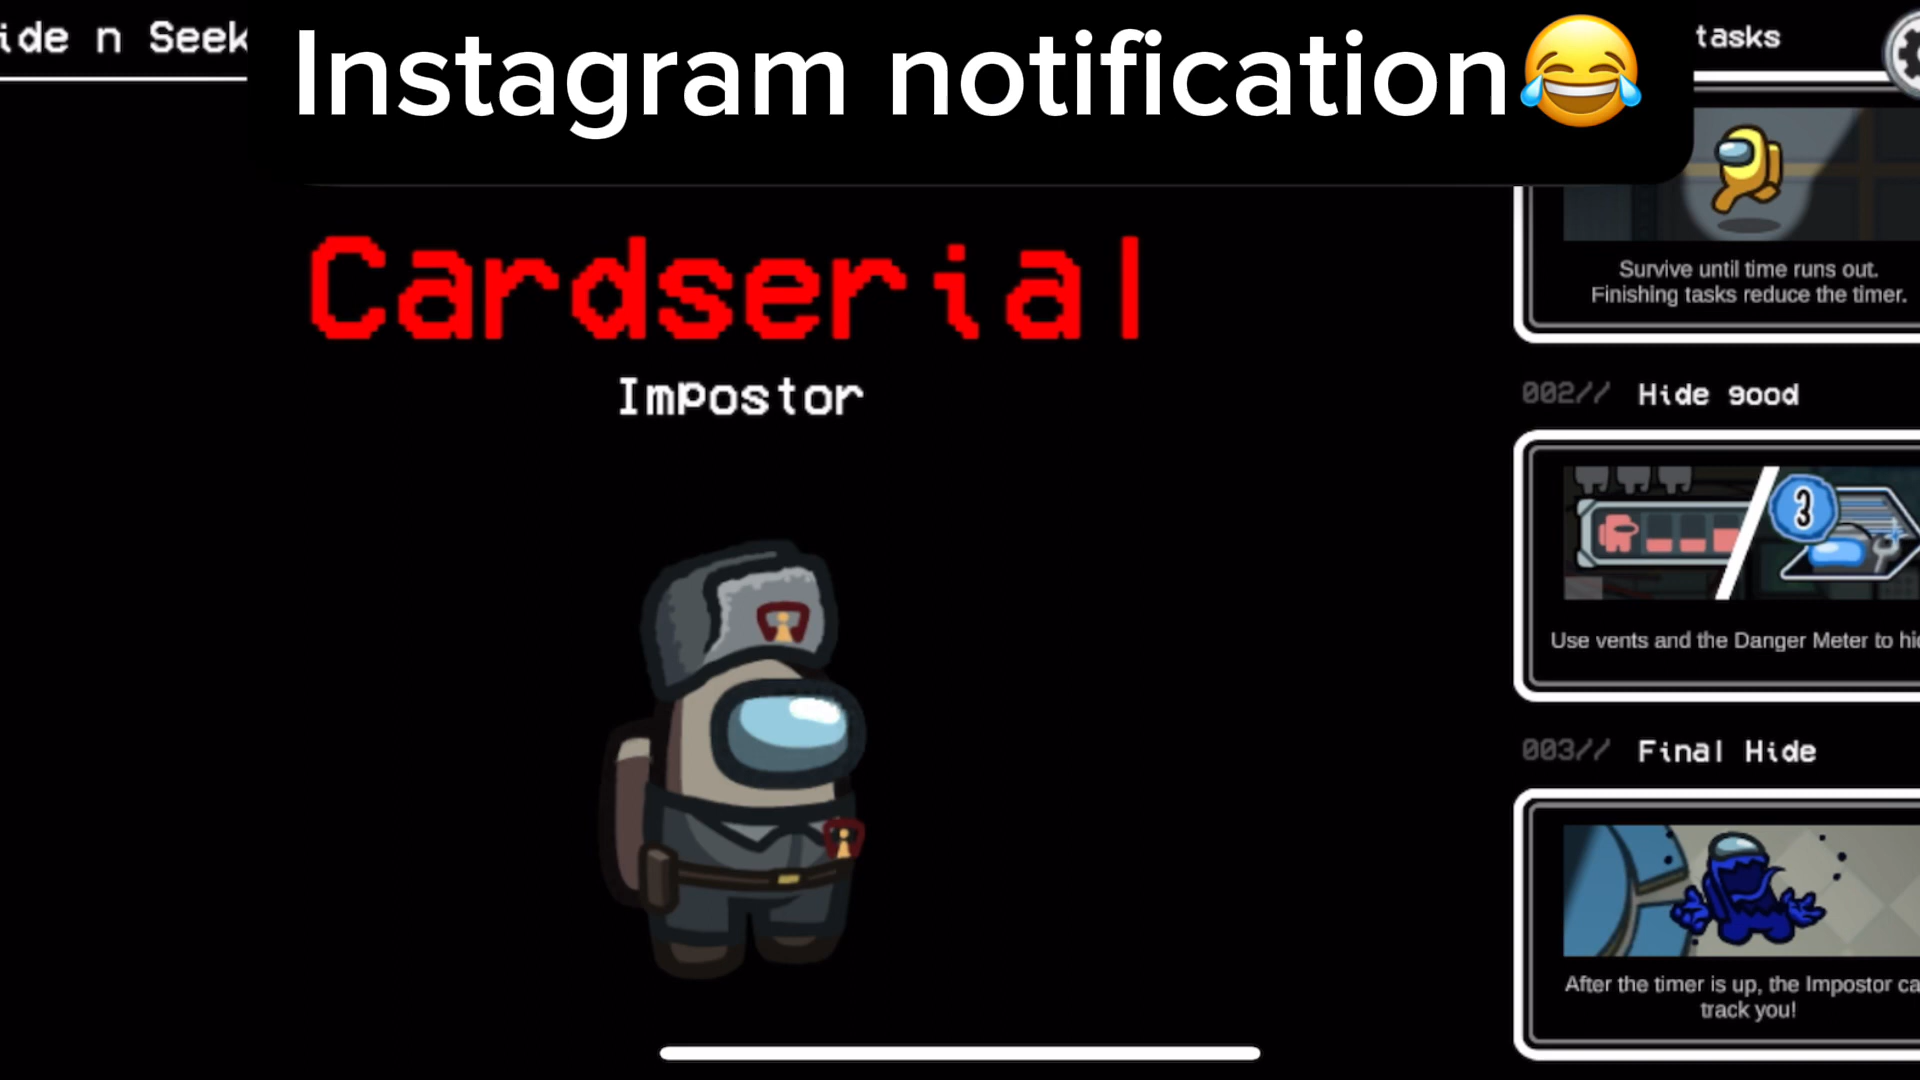 ide n Seek
Instagram notification😂
tasks
Cardserial
Impostor
Survive until time runs out.
Finishing tasks reduce the timer.
002// Hide good
3
Use vents and the Danger Meter to hi
003// Final Hide
After the timer is up, the Impostor ca
track you!